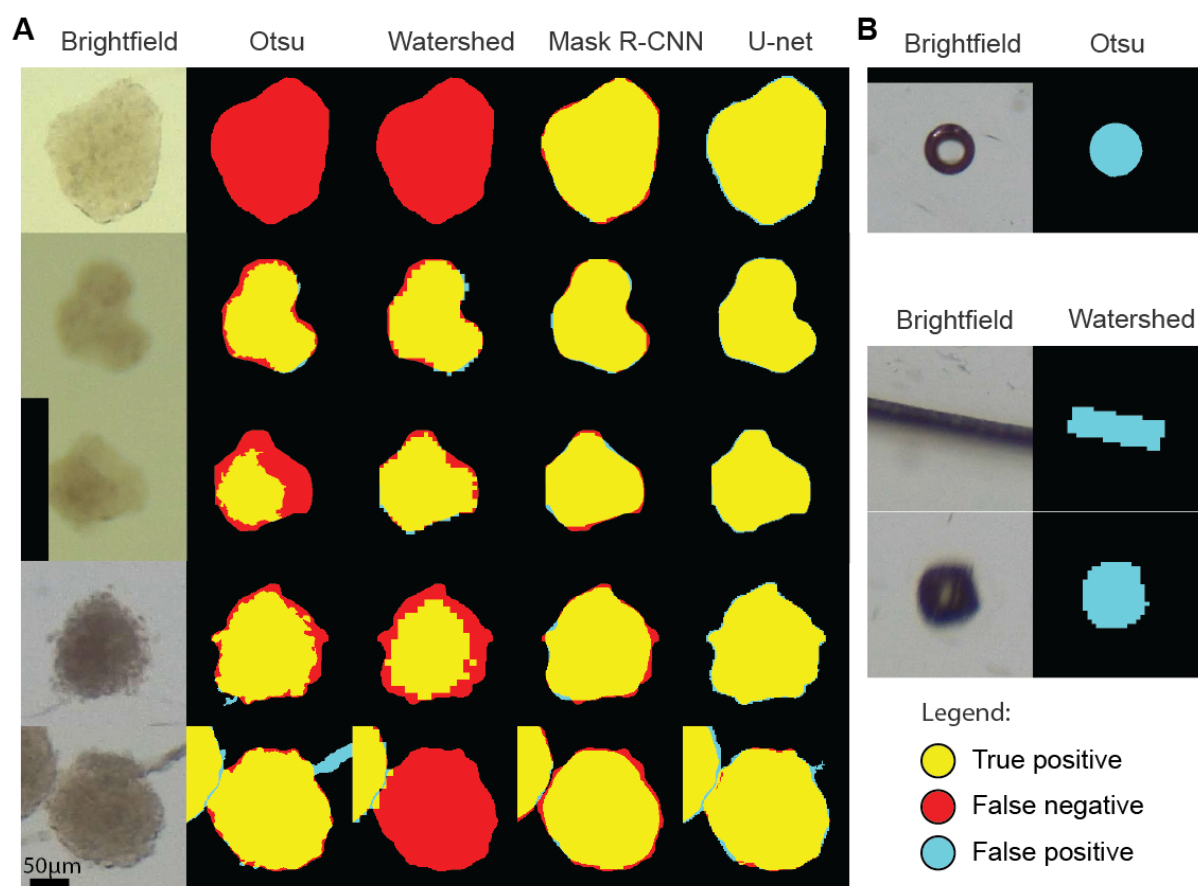 A
Brightfield Otsu Watershed Mask R-CNN U-net
50µm
B
Brightfield Otsu
Brightfield Watershed
Legend:
True positive
False negative
False positive